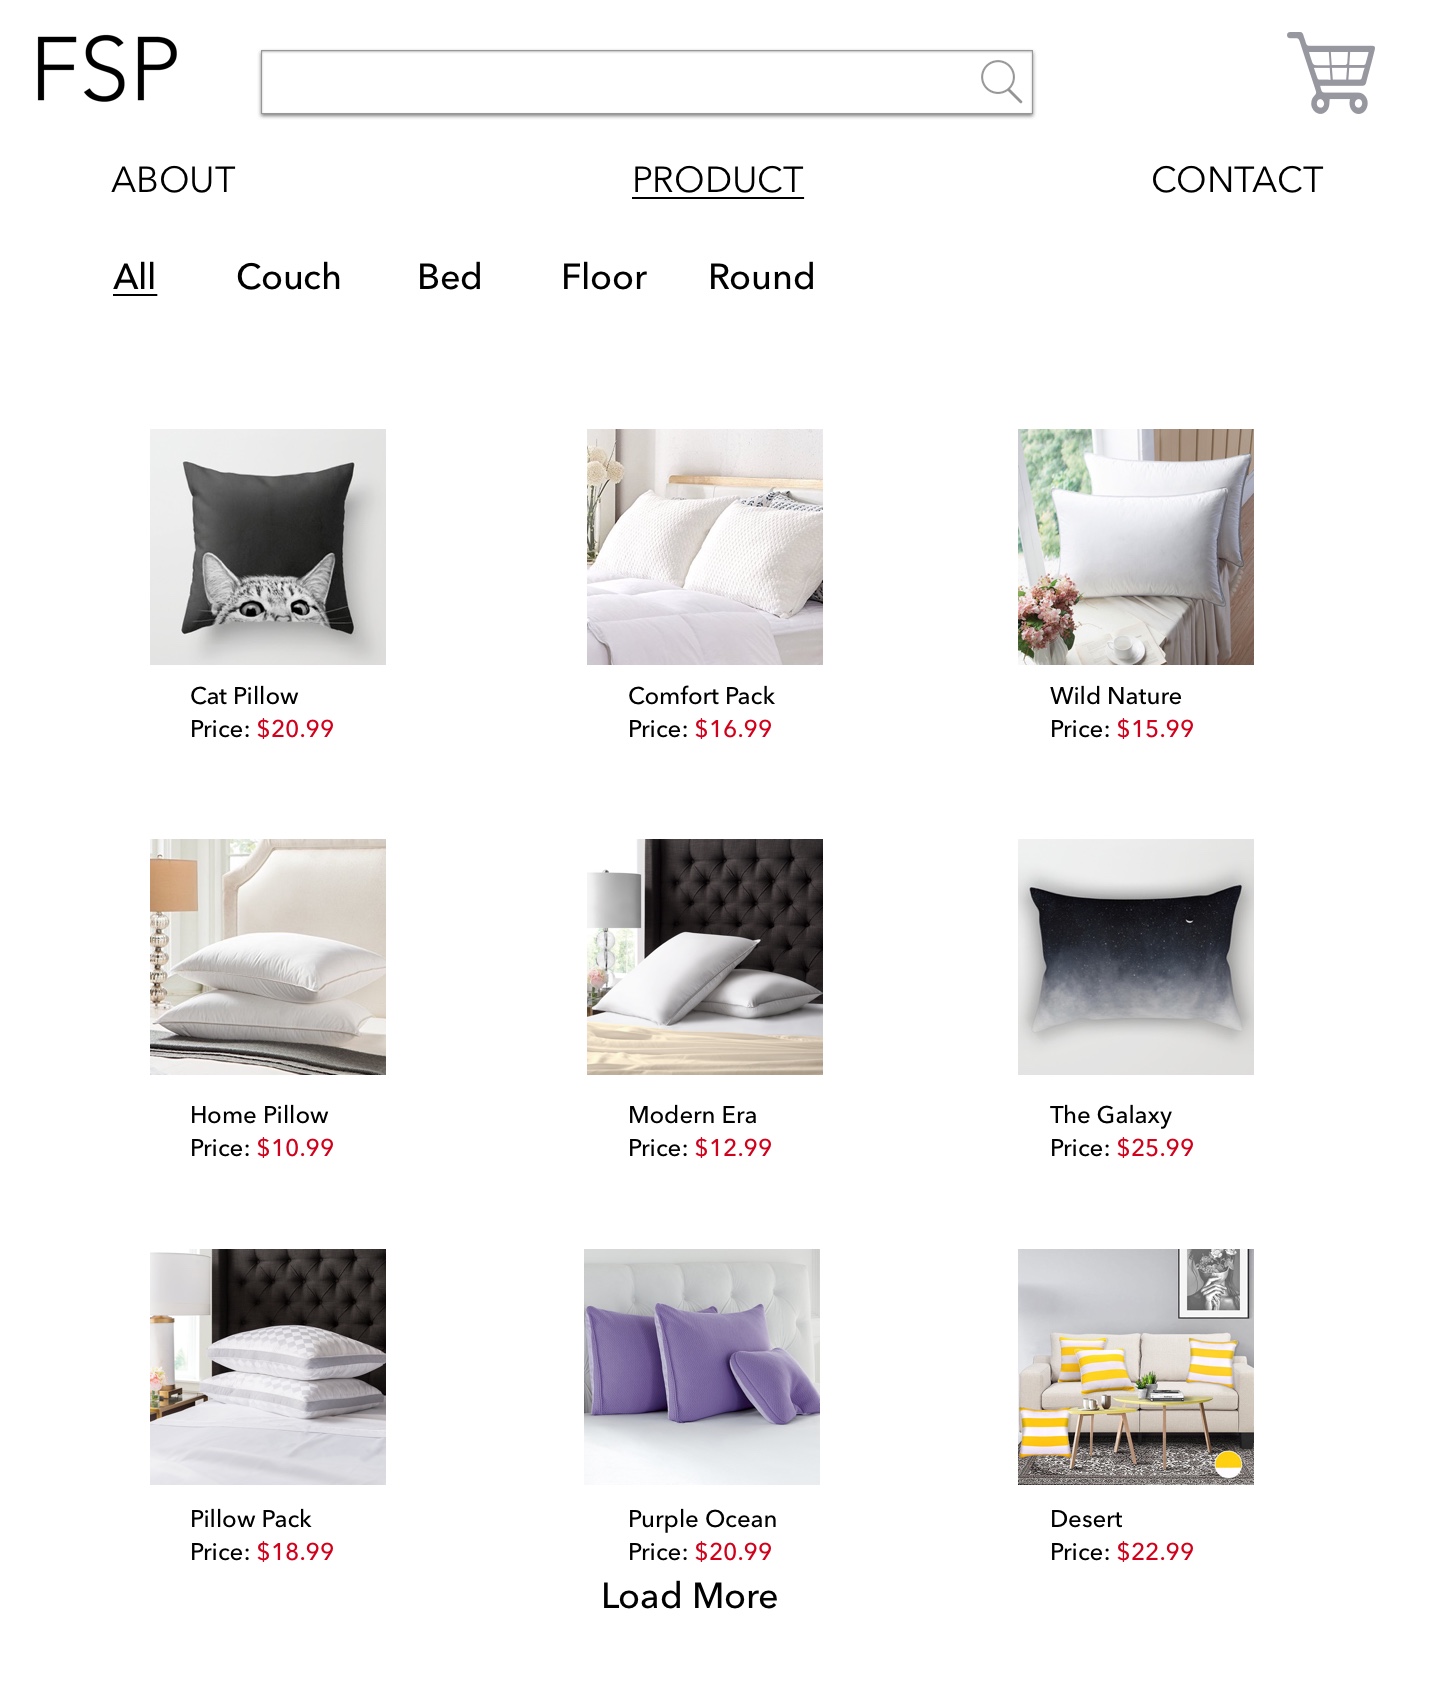 FSP
ABOUT PRODUCT CONTACT
All Couch Bed Floor Round
Cat Pillow
Price: $20.99
Comfort Pack
Price: $16.99
Wild Nature
Price: $15.99
Home Pillow
Price: $10.99
Modern Era
Price: $12.99
The Galaxy
Price: $25.99
Pillow Pack
Price: $18.99
Purple Ocean
Price: $20.99
Desert
Price: $22.99
Load More